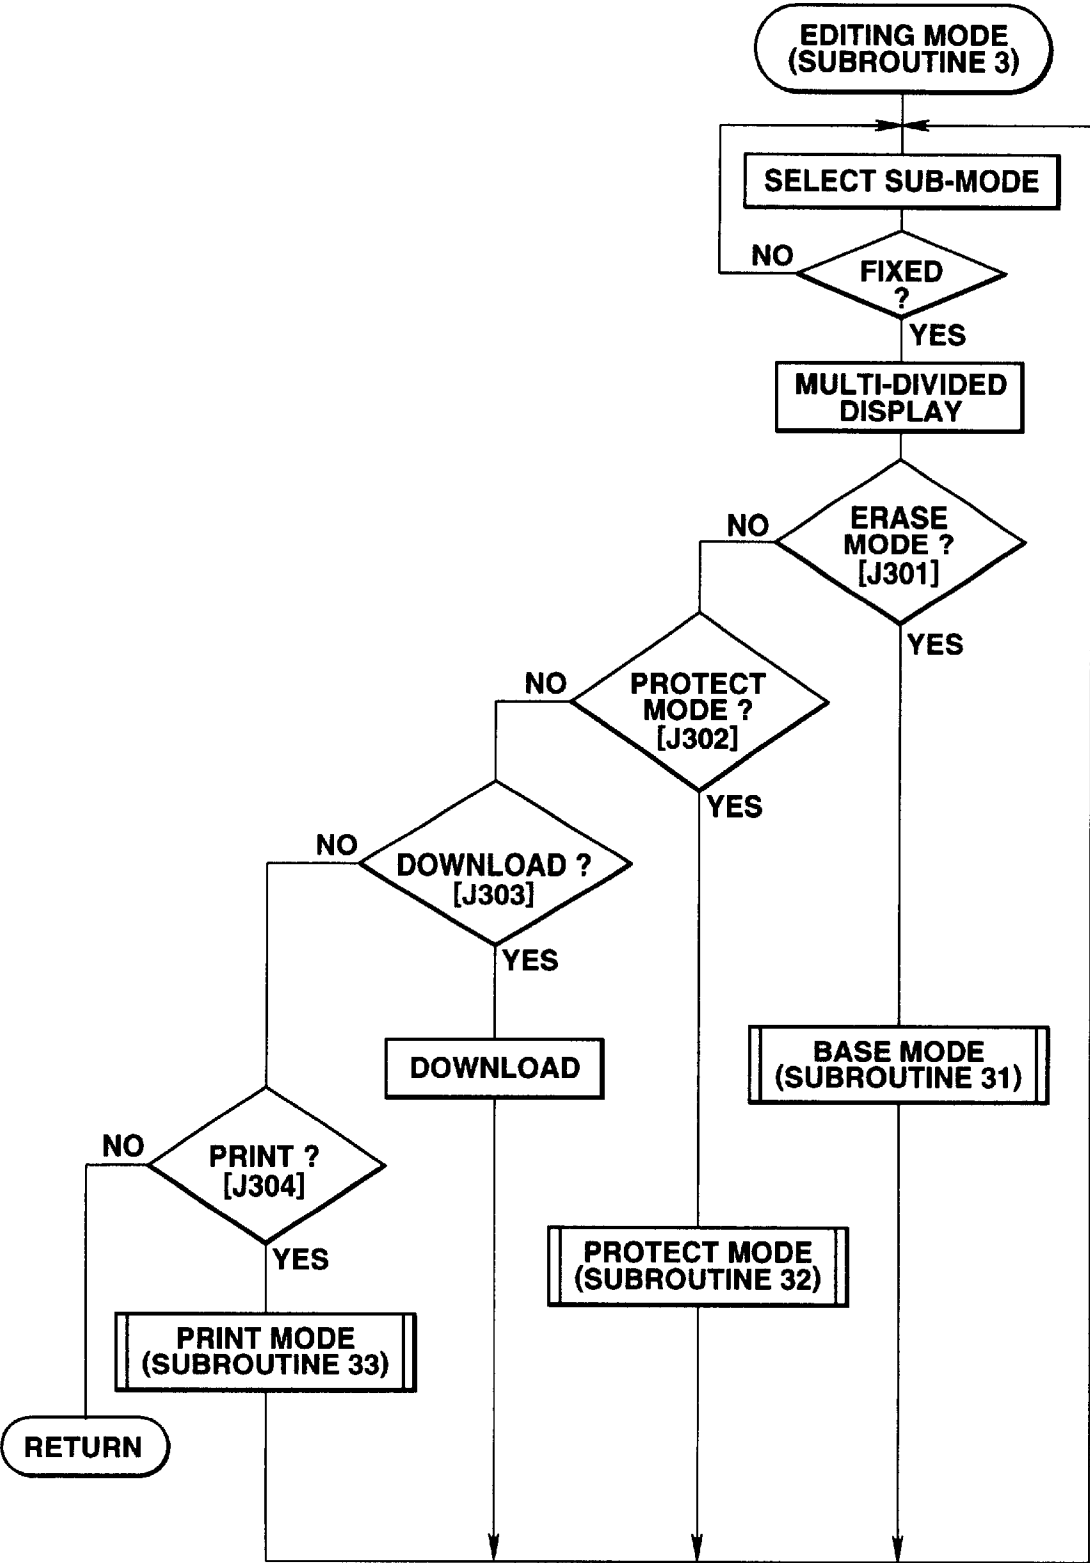 EDITING MODE
(SUBROUTINE 3)
SELECT SUB-MODE
NO
FIXED
?
YES
MULTI-DIVIDED
DISPLAY
NO
ERASE
MODE ?
[J301]
YES
NO
PROTECT
MODE ?
[J302]
YES
NO
DOWNLOAD ?
[J303]
YES
BASE MODE
(SUBROUTINE 31)
DOWNLOAD
NO
PRINT ?
[J304]
YES
PROTECT MODE
(SUBROUTINE 32)
PRINT MODE
(SUBROUTINE 33)
RETURN